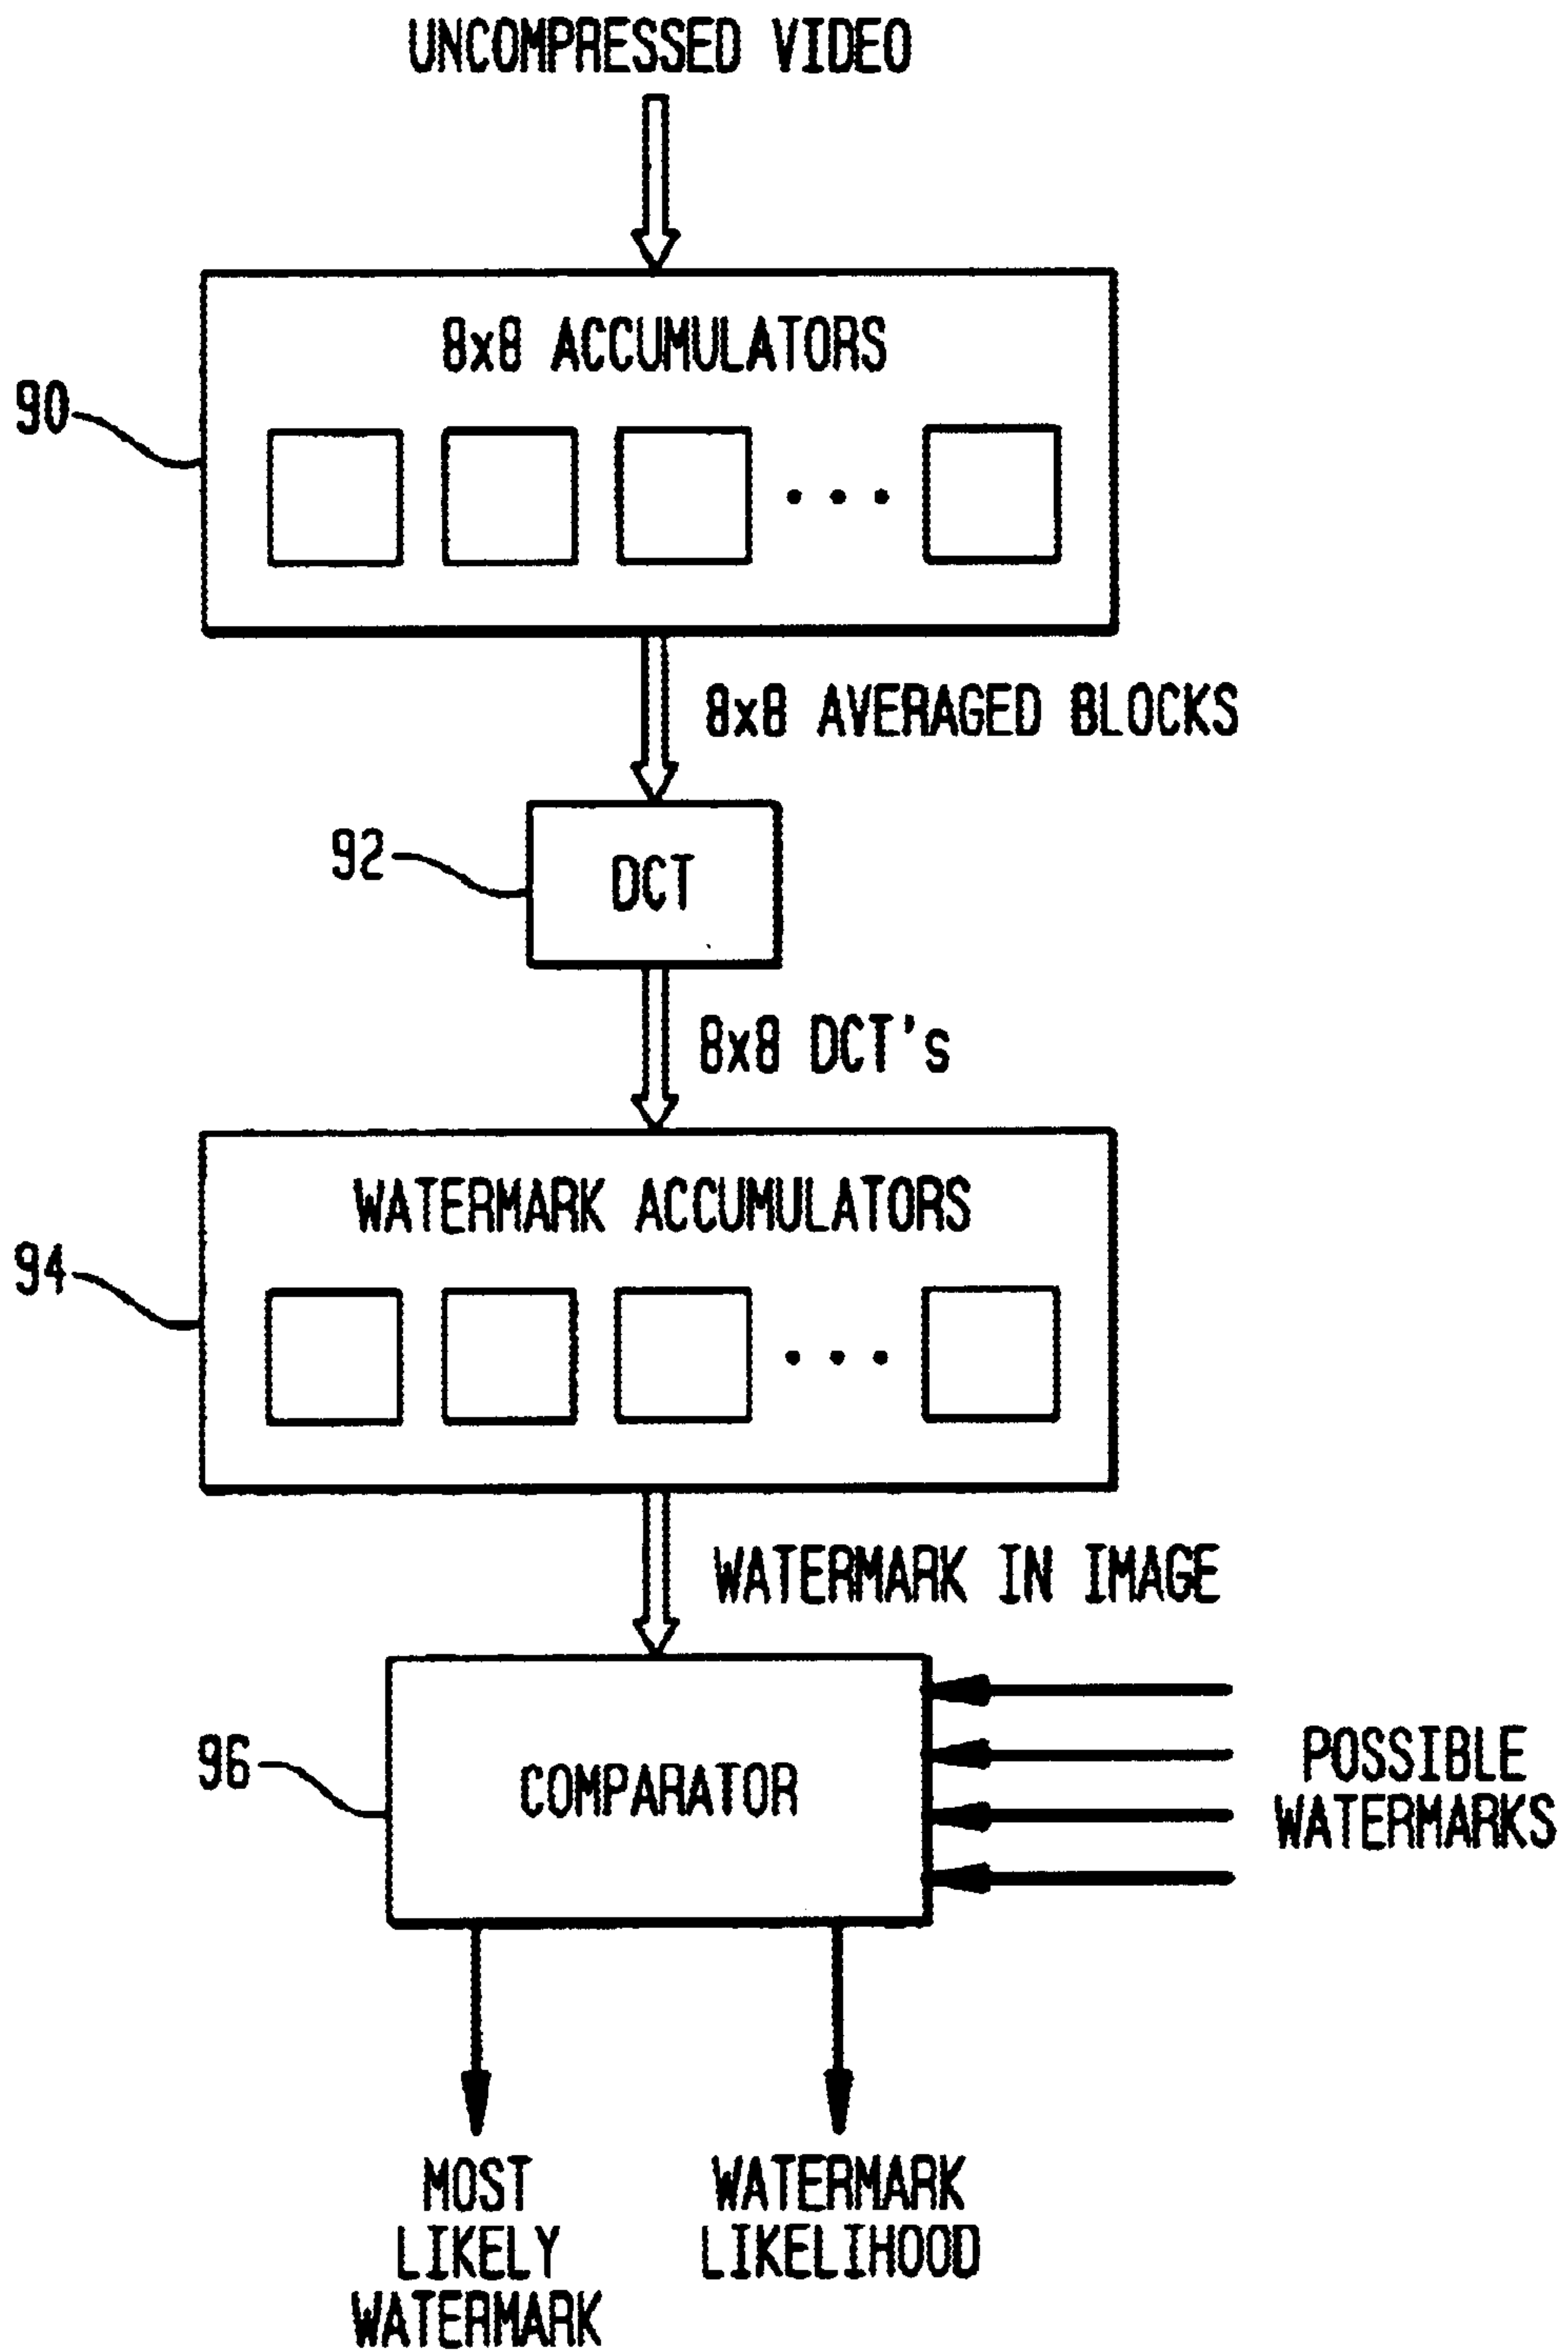 UNCOMPRESSED VIDEO
8x8 ACCUMULATORS
90
8x8 AVERAGED BLOCKS
92
DCT
8x8 DCT's
WATERMARK ACCUMULATORS
94
WATERMARK IN IMAGE
96
COMPARATOR
POSSIBLE
WATERMARKS
MOST
LIKELY
WATERMARK
WATERMARK
LIKELIHOOD